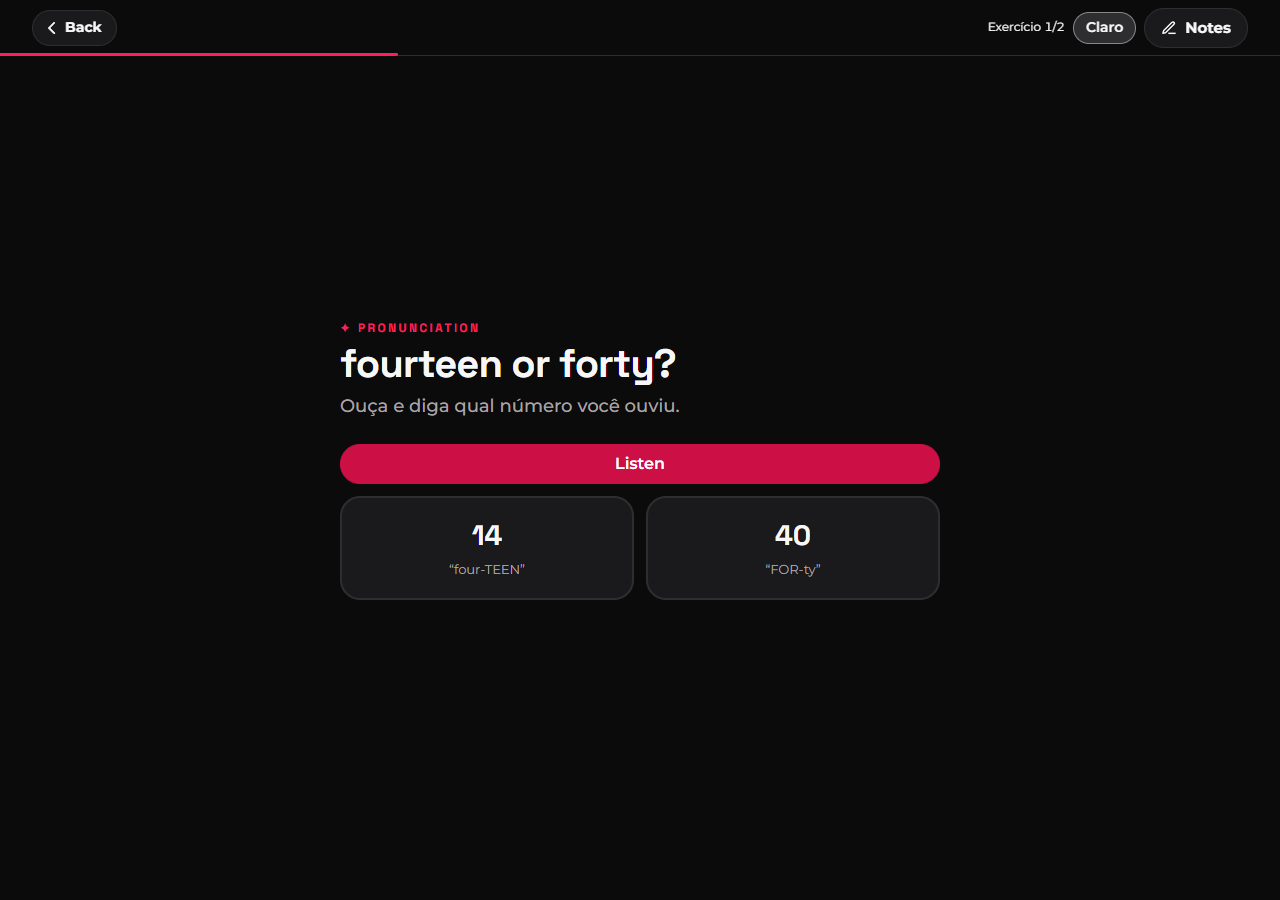 Back
Exercício 1/2
Claro
Notes
✦ PRONUNCIATION
fourteen or forty?
Ouça e diga qual número você ouviu.
Listen
14
“four-TEEN”
40
“FOR-ty”